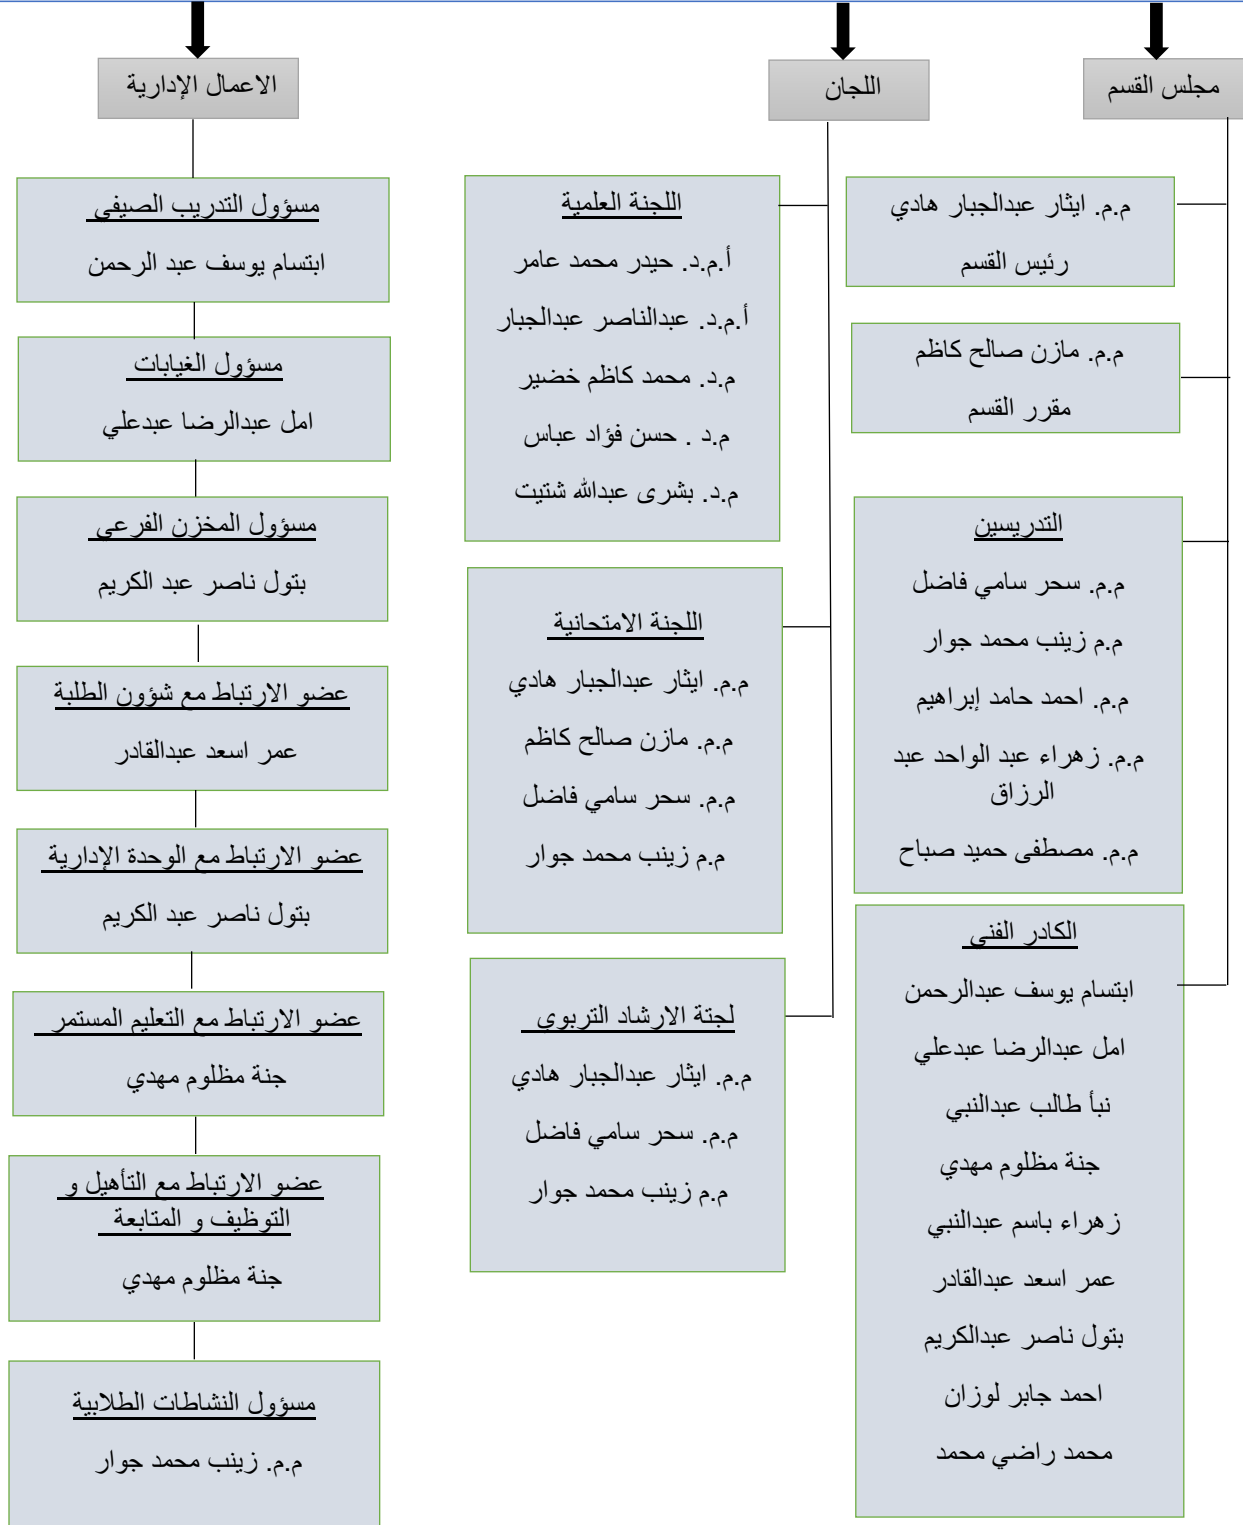 مجلس القسم
م.م. ايثار عبدالجبار هادي
رئيس القسم
م.م. مازن صالح كاظم
مقرر القسم
التدريسين
م.م. سحر سامي فاضل
م.م زينب محمد جوار
م.م. احمد حامد إبراهيم
م.م. زهراء عبد الواحد عبد
الرزاق
م.م. مصطفى حميد صباح
الكادر الفني
ابتسام يوسف عبدالرحمن
امل عبدالرضا عبدعلي
نبأ طالب عبدالنبي
جنة مظلوم مهدي
زهراء باسم عبدالنبي
عمر اسعد عبدالقادر
بتول ناصر عبدالكريم
احمد جابر لوزان
محمد راضي محمد
اللجان
اللجنة العلمية
أ.م.د. حيدر محمد عامر
أ.م.د. عبدالناصر عبدالجبار
م.د. محمد كاظم خضير
م.د . حسن فؤاد عباس
م.د. بشرى عبدالله شتيت
اللجنة الامتحانية
م.م. ايثار عبدالجبار هادي
م.م. مازن صالح كاظم
م.م. سحر سامي فاضل
م.م زينب محمد جوار
لجتة الارشاد التربوي
م.م. ايثار عبدالجبار هادي
م.م. سحر سامي فاضل
م.م زينب محمد جوار
الاعمال الإدارية
مسؤول التدريب الصيفي
ابتسام يوسف عبد الرحمن
مسؤول الغيابات
امل عبدالرضا عبدعلي
مسؤول المخزن الفرعي
بتول ناصر عبد الكريم
عضو الارتباط مع شؤون الطلبة
عمر اسعد عبدالقادر
عضو الارتباط مع الوحدة الإدارية
بتول ناصر عبد الكريم
عضو الارتباط مع التعليم المستمر
جنة مظلوم مهدي
عضو الارتباط مع التأهيل و
التوظيف و المتابعة
جنة مظلوم مهدي
مسؤول النشاطات الطلابية
م.م. زينب محمد جوار